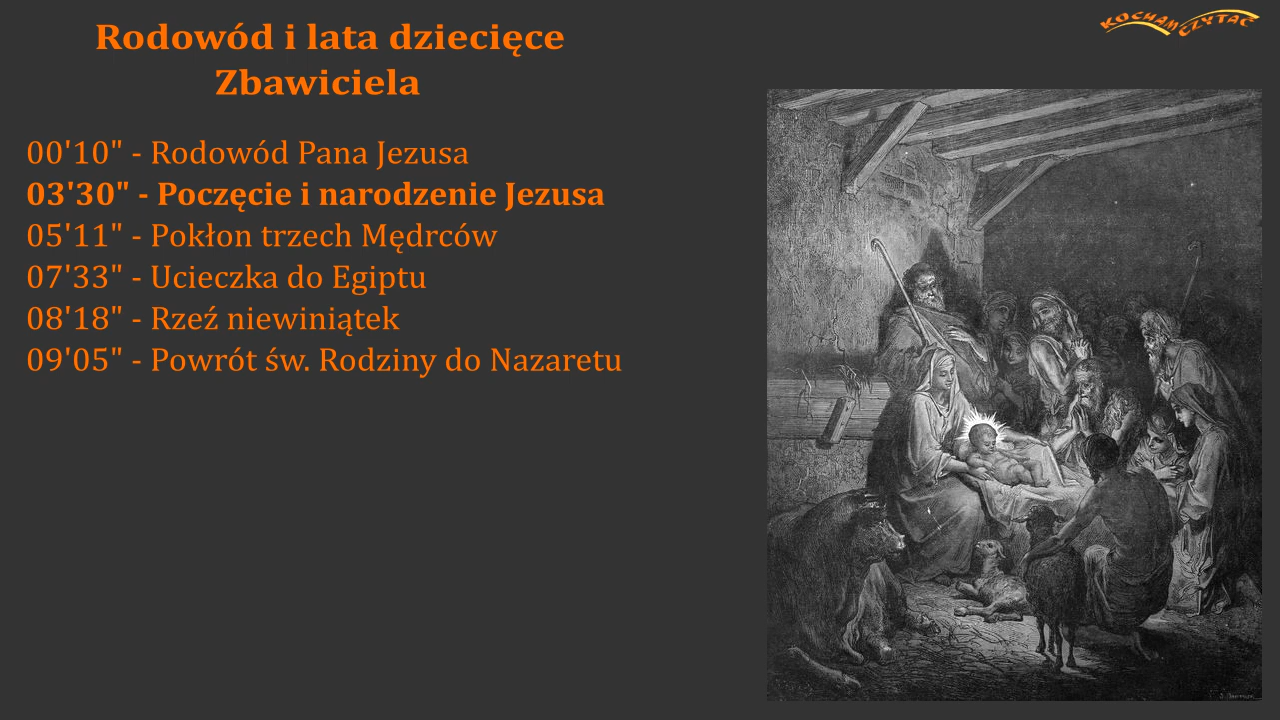 Rodowód i lata dziecięce
Zbawiciela
KOCHAM CZYTAĆ
00'10" - Rodowód Pana Jezusa
03'30" - Poczęcie i narodzenie Jezusa
05'11" - Pokłon trzech Mędrców
07'33" - Ucieczka do Egiptu
08'18" - Rzeź niewiniątek
09'05" - Powrót św. Rodziny do Nazaretu